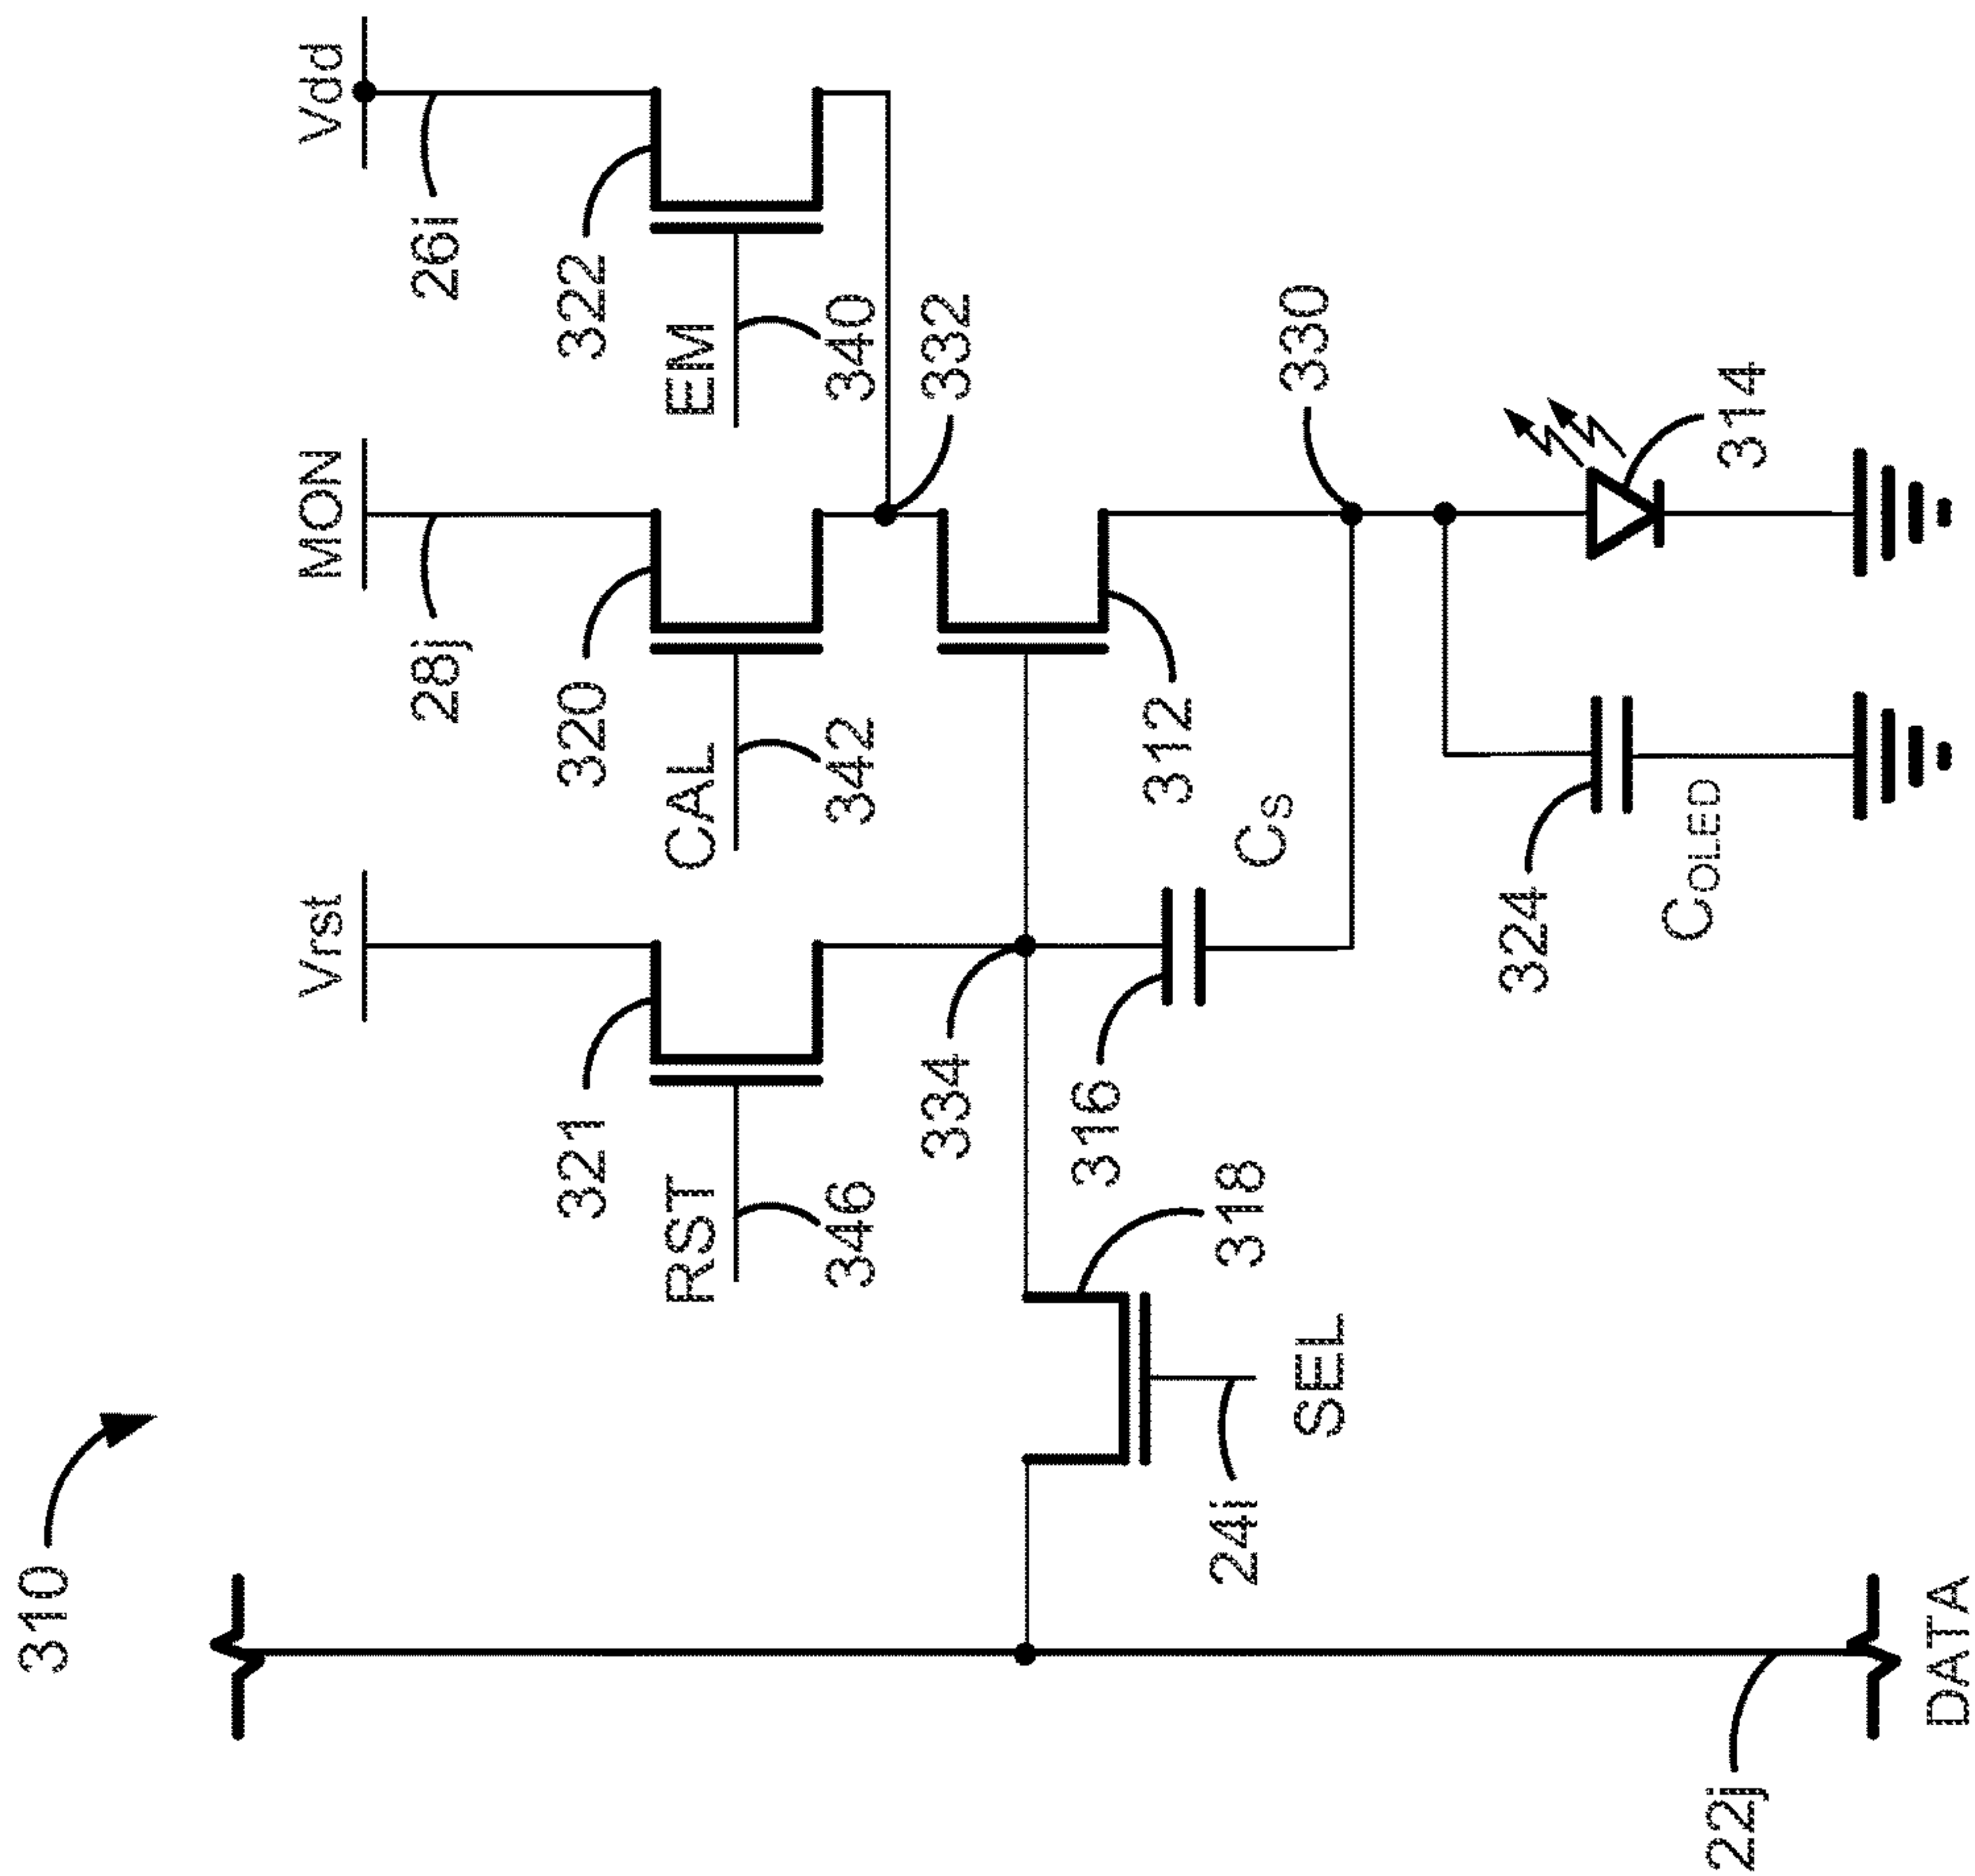 310
Vrst
MON
Vdd
28j
26i
321
320
322
RST
CAL
EM
346
342
340
334
332
316
312
318
CS
330
24i
SEL
324
COLED
314
22j
DATA